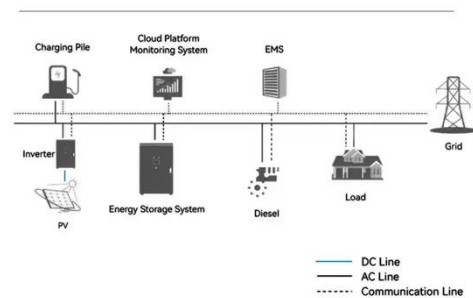 Charging Pile
Cloud Platform
Monitoring System
EMS
Grid
Inverter
PV
Energy Storage System
Diesel
Load
DC Line
AC Line
Communication Line